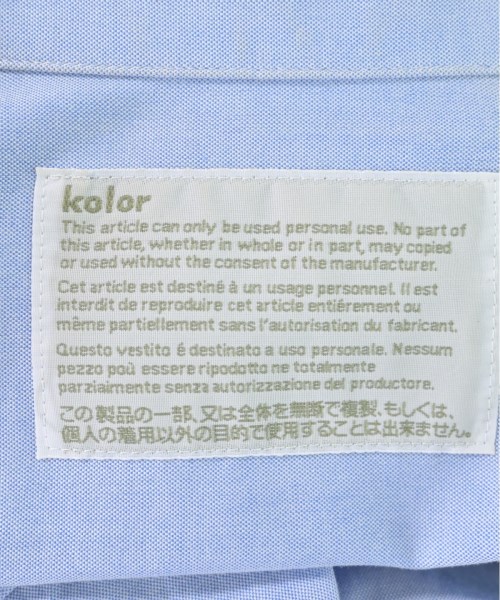 kolor
This article can only be used personal use. No part of
this article, whether in whole or in part, may copied
or used without the consent of the manufacturer.
Cet article est destiné à un usage personnel. Il est
interdit de reproduire cet article entiérement ou
même partiellement sans l'autorisation du fabricant.
Questo vestito é destinato a uso personale. Nessum
pezzo poù essere ripodotto ne totalmente
parziaimente senza autorizzazione del productore.
この製品の一部、又は全体を無断で複製、もしくは、
個人の着用以外の目的で使用することは出来ません。